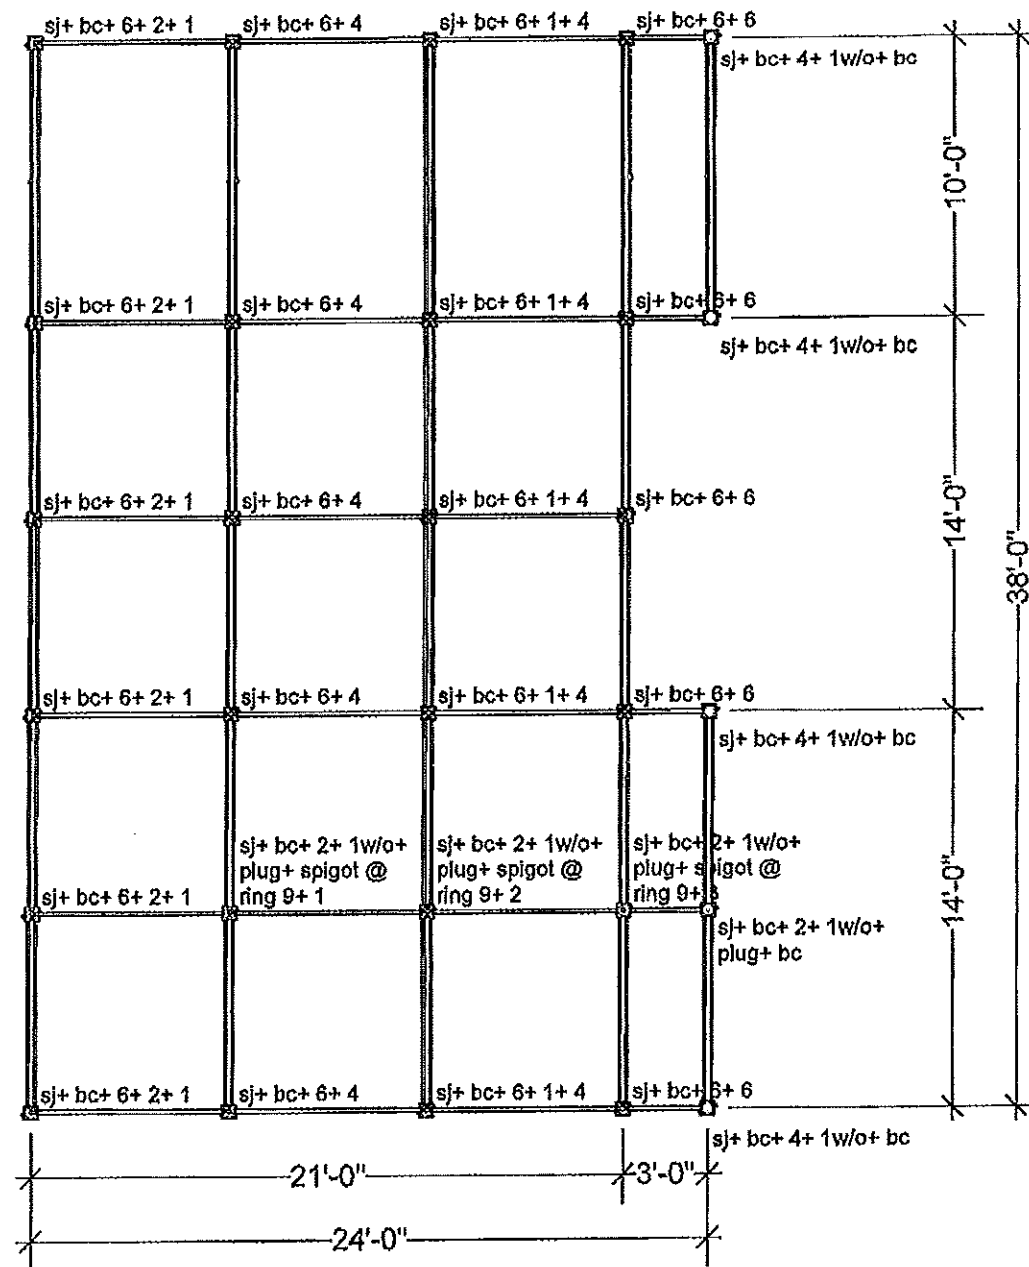 sj+ bc+ 6+ 2+ 1
sj+ bc+ 6+ 4
sj+ bc+ 6+ 1+ 4
sj+ bc+ 6+ 6
sj+ bc+ 4+ 1w/o+ bc
10'-0"
sj+ bc+ 6+ 2+ 1
sj+ bc+ 6+ 4
sj+ bc+ 6+ 1+ 4
sj+ bc+ 6+ 6
sj+ bc+ 4+ 1w/o+ bc
sj+ bc+ 6+ 2+ 1
sj+ bc+ 6+ 4
sj+ bc+ 6+ 1+ 4
sj+ bc+ 6+ 6
14'-0"
38'-0"
sj+ bc+ 6+ 2+ 1
sj+ bc+ 6+ 4
sj+ bc+ 6+ 1+ 4
sj+ bc+ 6+ 6
sj+ bc+ 4+ 1w/o+ bc
sj+ bc+ 6+ 2+ 1
sj+ bc+ 2+ 1w/o+
plug+ spigot @
ring 9+ 1
sj+ bc+ 2+ 1w/o+
plug+ spigot @
ring 9+ 2
sj+ bc+ 2+ 1w/o+
plug+ spigot @
ring 9+
sj+ bc+ 2+ 1w/o+
plug+ bc
14'-0"
sj+ bc+ 6+ 2+ 1
sj+ bc+ 6+ 4
sj+ bc+ 6+ 1+ 4
sj+ bc+ 6+ 6
sj+ bc+ 4+ 1w/o+ bc
21'-0"
3'-0"
24'-0"